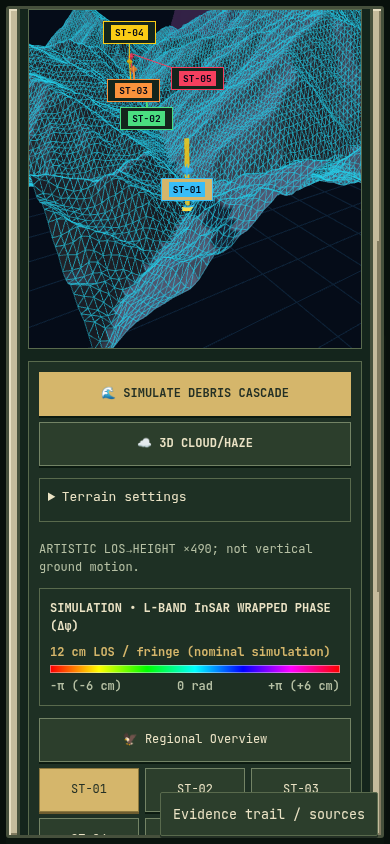 ST-04
ST-05
ST-03
ST-02
ST-01
🌊 SIMULATE DEBRIS CASCADE
☁️ 3D CLOUD/HAZE
▶ Terrain settings
ARTISTIC LOS→HEIGHT ×490; not vertical
ground motion.
SIMULATION • L-BAND InSAR WRAPPED PHASE
(Δφ)
12 cm LOS / fringe (nominal simulation)
-π (-6 cm) 0 rad +π (+6 cm)
🦅 Regional Overview
ST-01 ST-02 ST-03
Evidence trail / sources